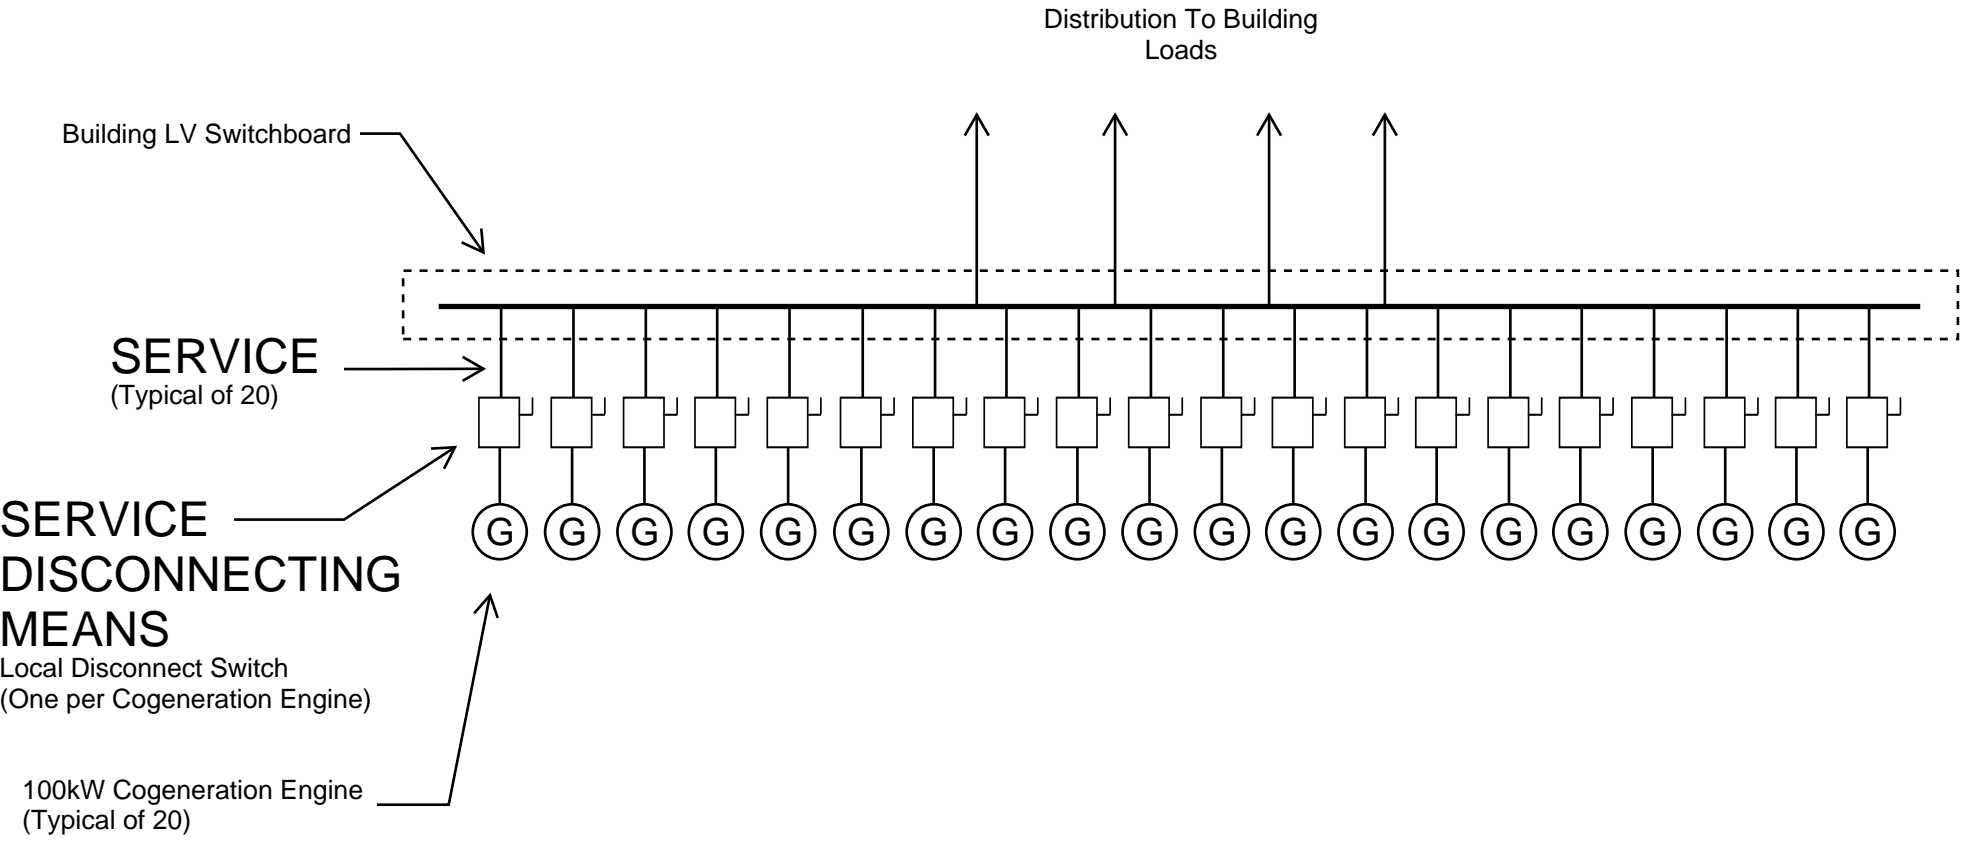 Distribution To Building
Loads
Building LV Switchboard
SERVICE
(Typical of 20)
SERVICE
DISCONNECTING
MEANS
Local Disconnect Switch
(One per Cogeneration Engine)
G G G G G G G G G G G G G G G G G G G G
100kW Cogeneration Engine
(Typical of 20)